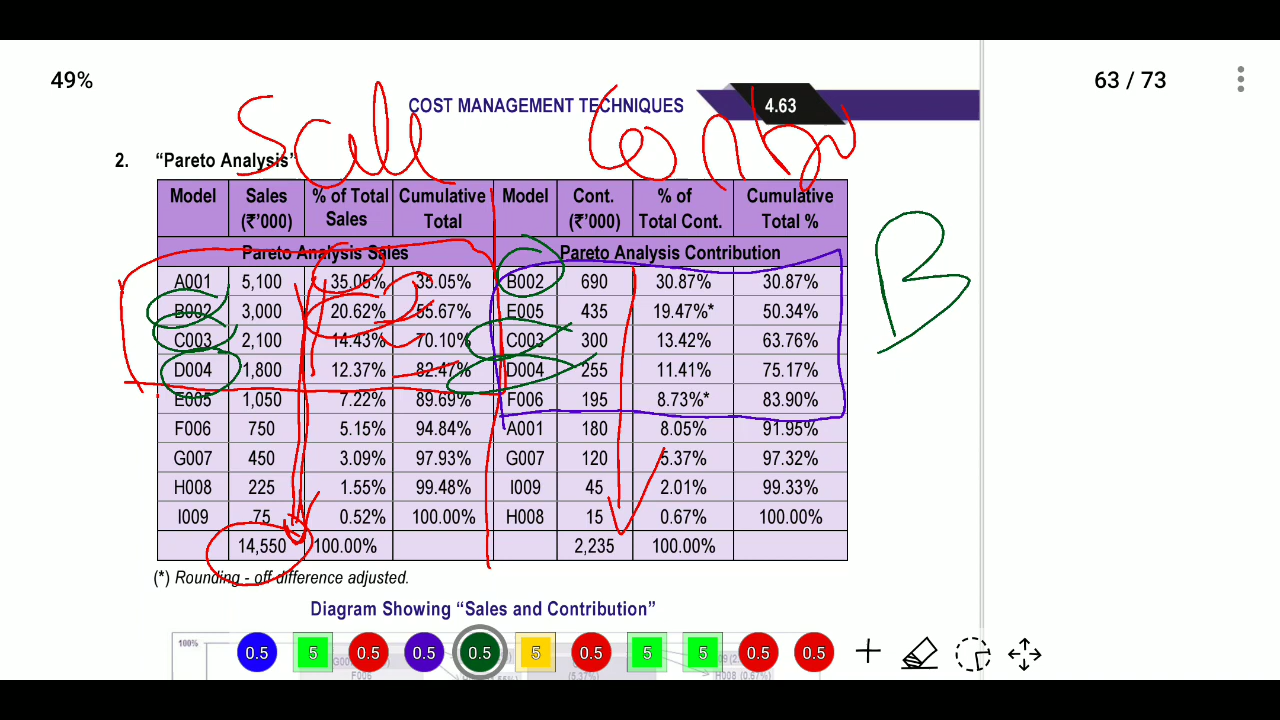 49%
63 / 73
COST MANAGEMENT TECHNIQUES 4.63
2. “Pareto Analysis”
Model Sales (₹’000) % of Total Sales Cumulative Total Model Cont. (₹’000) % of Total Cont. Cumulative Total %
Pareto Analysis Sales Pareto Analysis Contribution
A001 5,100 35.05% 35.05% B002 690 30.87% 30.87%
B002 3,000 20.62% 55.67% E005 435 19.47%* 50.34%
C003 2,100 14.43% 70.10% C003 300 13.42% 63.76%
D004 1,800 12.37% 82.47% D004 255 11.41% 75.17%
E005 1,050 7.22% 89.69% F006 195 8.73%* 83.90%
F006 750 5.15% 94.84% A001 180 8.05% 91.95%
G007 450 3.09% 97.93% G007 120 5.37% 97.32%
H008 225 1.55% 99.48% I009 45 2.01% 99.33%
I009 75 0.52% 100.00% H008 15 0.67% 100.00%
14,550 100.00% 2,235 100.00%
B
(*) Rounding - off difference adjusted.
Diagram Showing “Sales and Contribution”
100%
F006
0.5 5 0.5 0.5 0.5 5 0.5 5 5 0.5 0.5